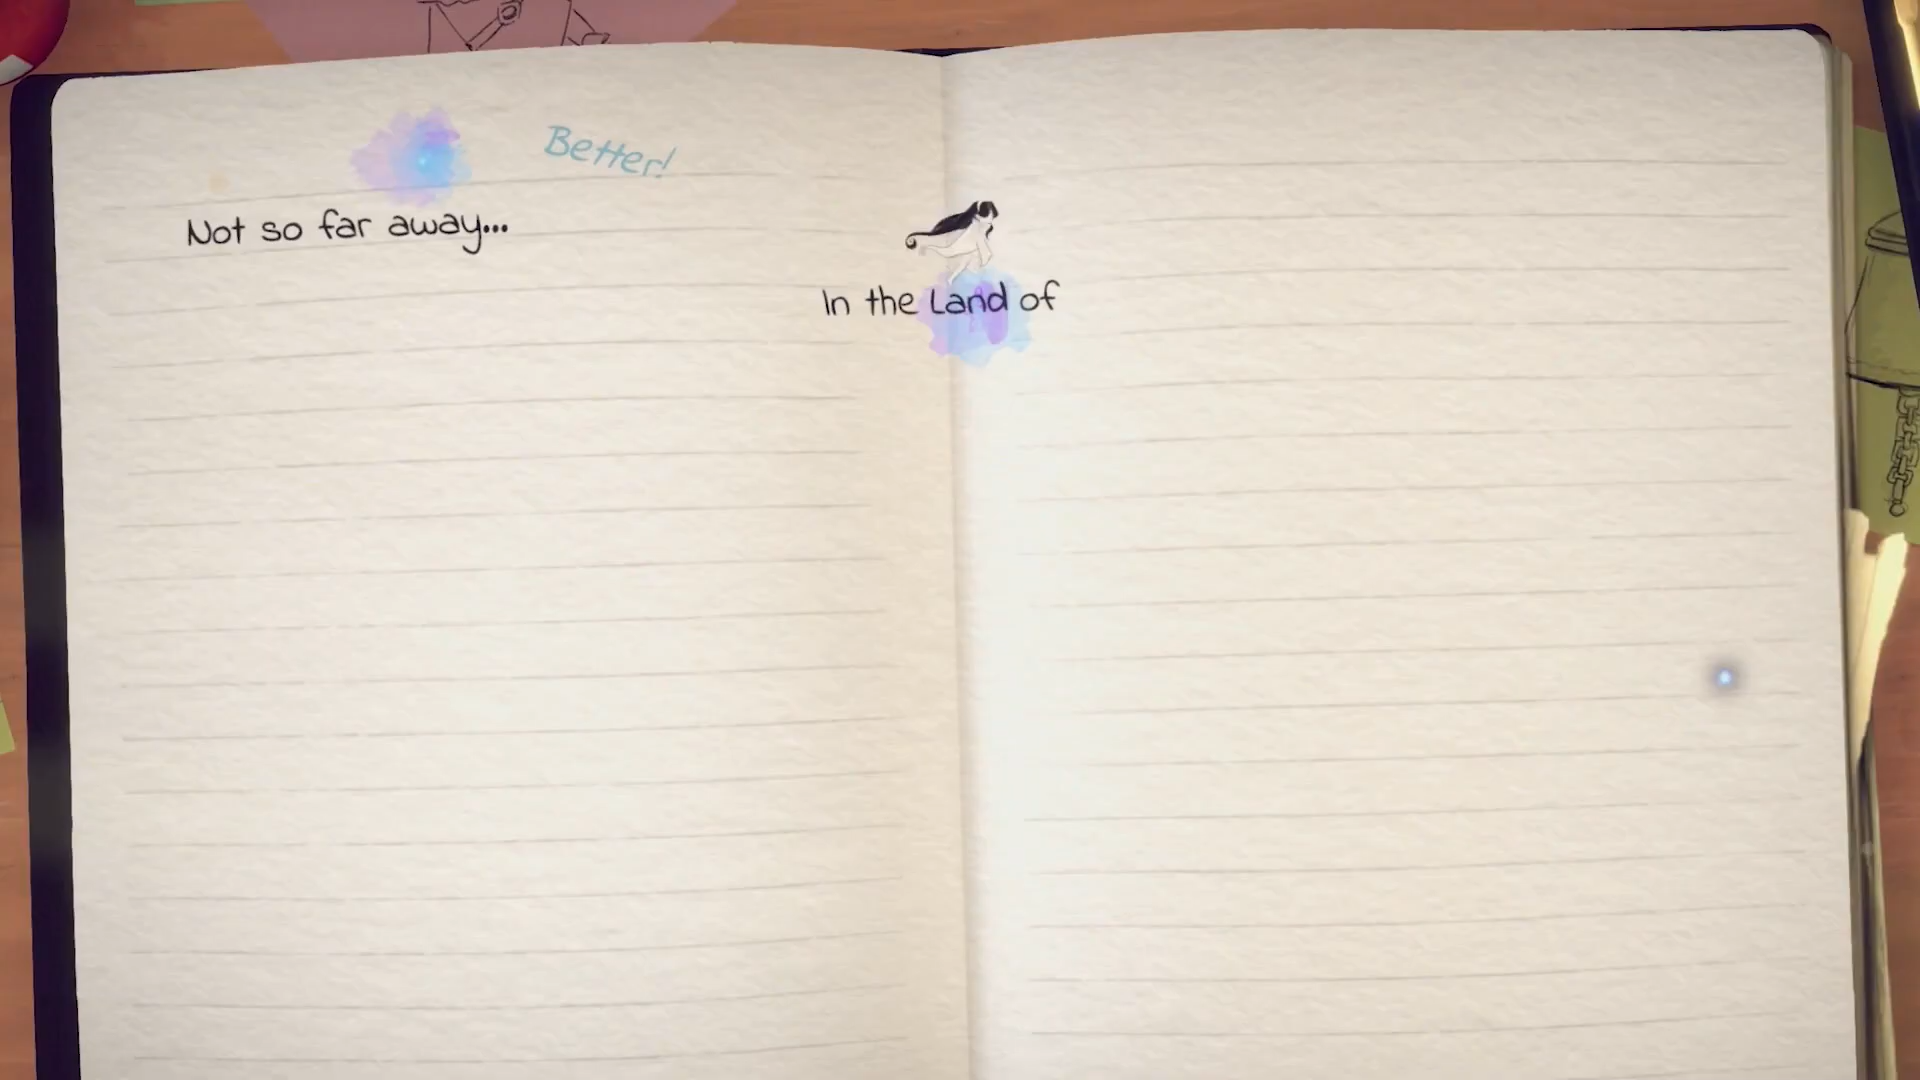 Better!
Not so far away...
In the Land of